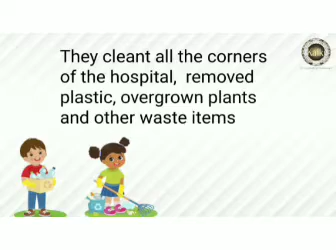 They cleant all the corners
of the hospital, removed
plastic, overgrown plants
and other waste items